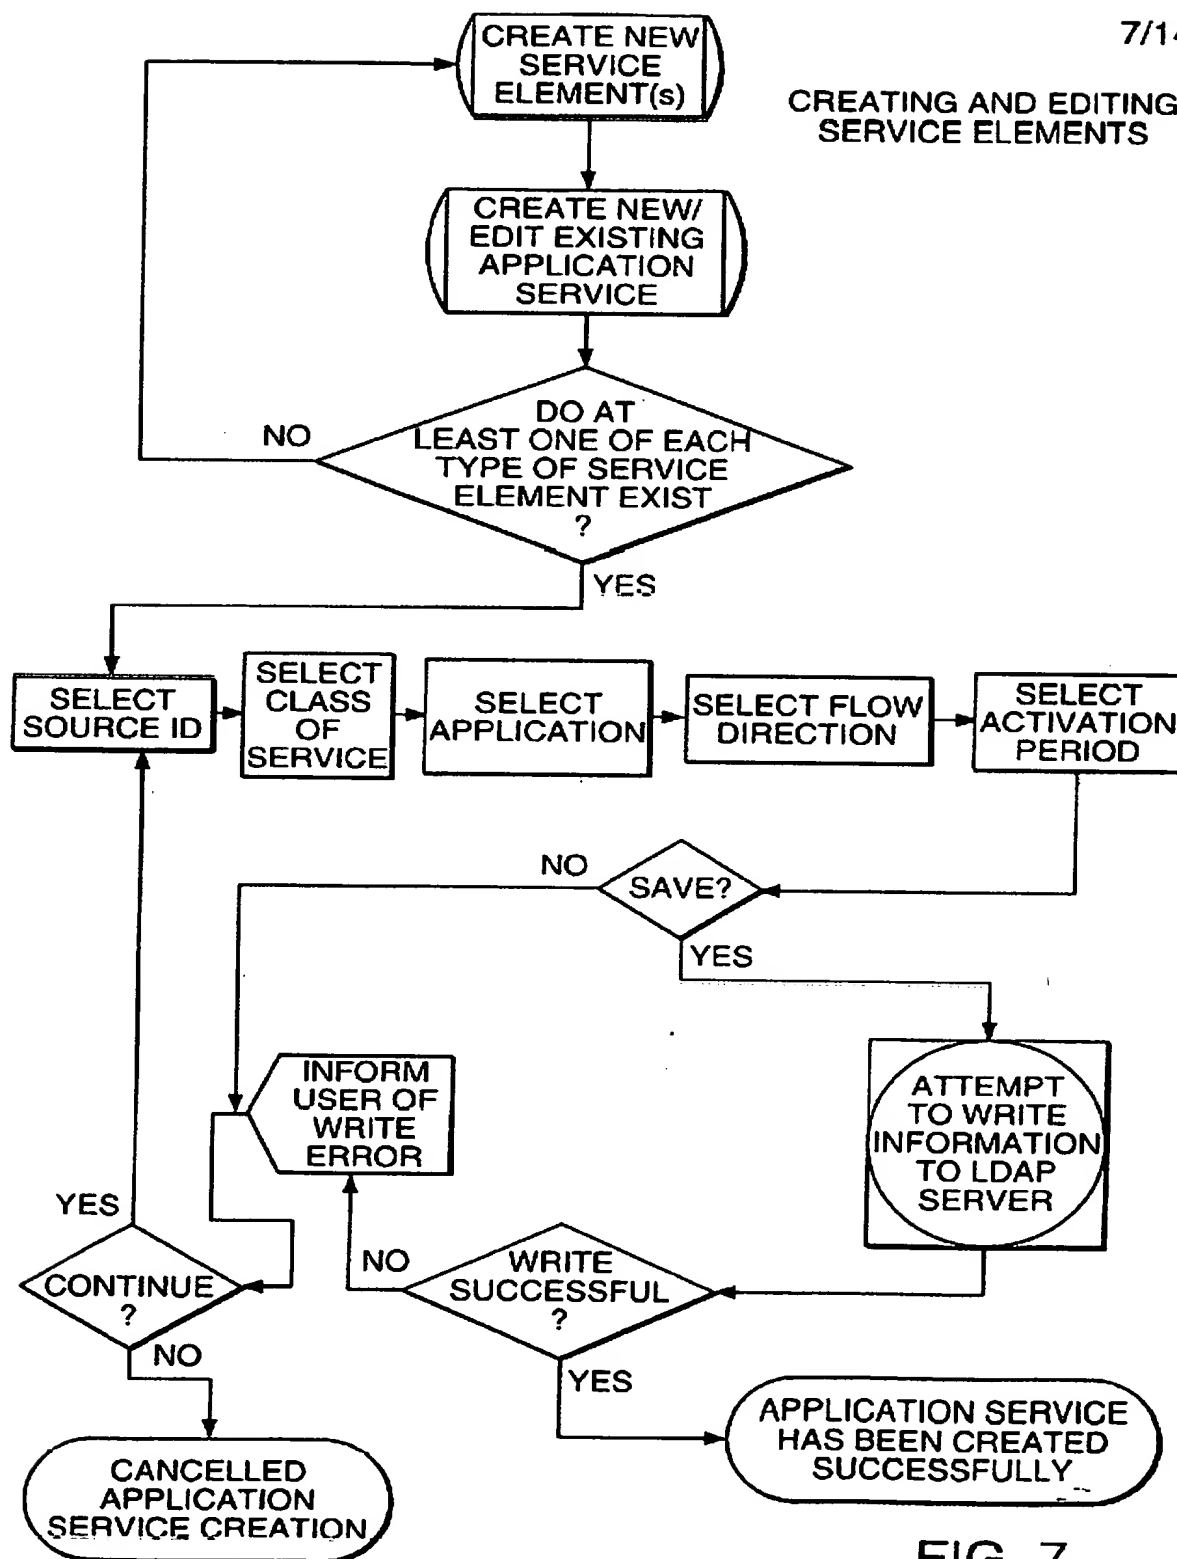 7/14
CREATE NEW
SERVICE
ELEMENT(s)
CREATING AND EDITING
SERVICE ELEMENTS
CREATE NEW/
EDIT EXISTING
APPLICATION
SERVICE
DO AT
LEAST ONE OF EACH
TYPE OF SERVICE
ELEMENT EXIST
?
NO
YES
SELECT
SOURCE ID
SELECT
CLASS
OF
SERVICE
SELECT
APPLICATION
SELECT FLOW
DIRECTION
SELECT
ACTIVATION
PERIOD
SAVE?
NO
YES
ATTEMPT
TO WRITE
INFORMATION
TO LDAP
SERVER
INFORM
USER OF
WRITE
ERROR
WRITE
SUCCESSFUL
?
NO
YES
YES
CONTINUE
?
NO
APPLICATION SERVICE
HAS BEEN CREATED
SUCCESSFULLY
CANCELLED
APPLICATION
SERVICE CREATION
FIG. 7